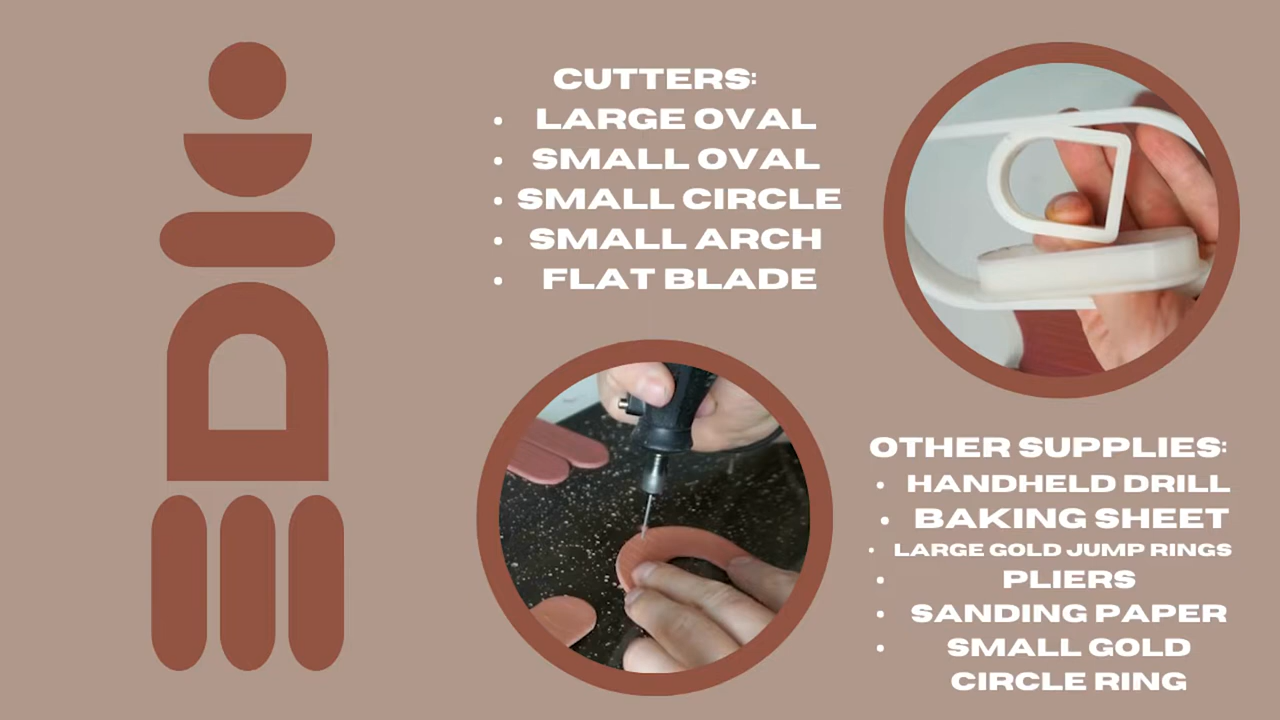 CUTTERS:
• LARGE OVAL
• SMALL OVAL
• SMALL CIRCLE
• SMALL ARCH
• FLAT BLADE
OTHER SUPPLIES:
• HANDHELD DRILL
• BAKING SHEET
• LARGE GOLD JUMP RINGS
• PLIERS
• SANDING PAPER
• SMALL GOLD
CIRCLE RING